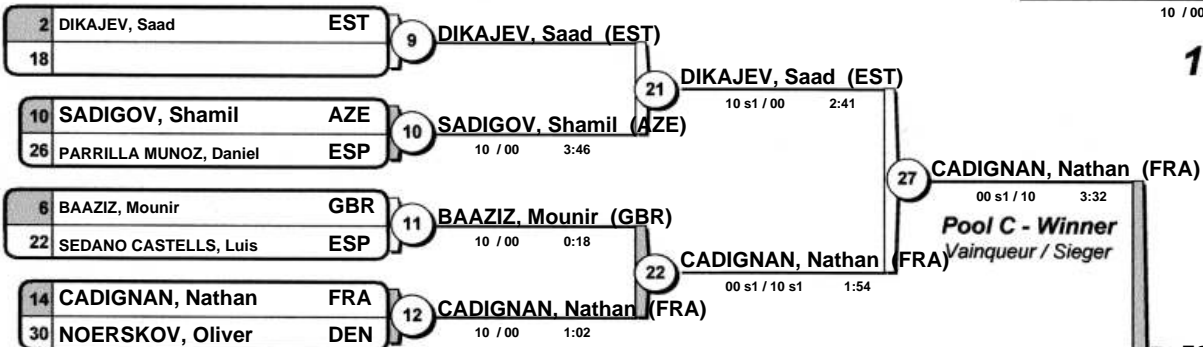 10 / 00
2 DIKAJEV, Saad EST
18
9
DIKAJEV, Saad (EST)
1
21
DIKAJEV, Saad (EST)
10 s1 / 00 2:41
10 SADIGOV, Shamil AZE
26 PARRILLA MUNOZ, Daniel ESP
10
SADIGOV, Shamil (AZE)
10 / 00 3:46
27
CADIGNAN, Nathan (FRA)
00 s1 / 10 3:32
Pool C - Winner
Vainqueur / Sieger
6 BAAZIZ, Mounir GBR
22 SEDANO CASTELLS, Luis ESP
11
BAAZIZ, Mounir (GBR)
10 / 00 0:18
22
CADIGNAN, Nathan (FRA)
00 s1 / 10 s1 1:54
14 CADIGNAN, Nathan FRA
30 NOERSKOV, Oliver DEN
12
CADIGNAN, Nathan (FRA)
10 / 00 1:02